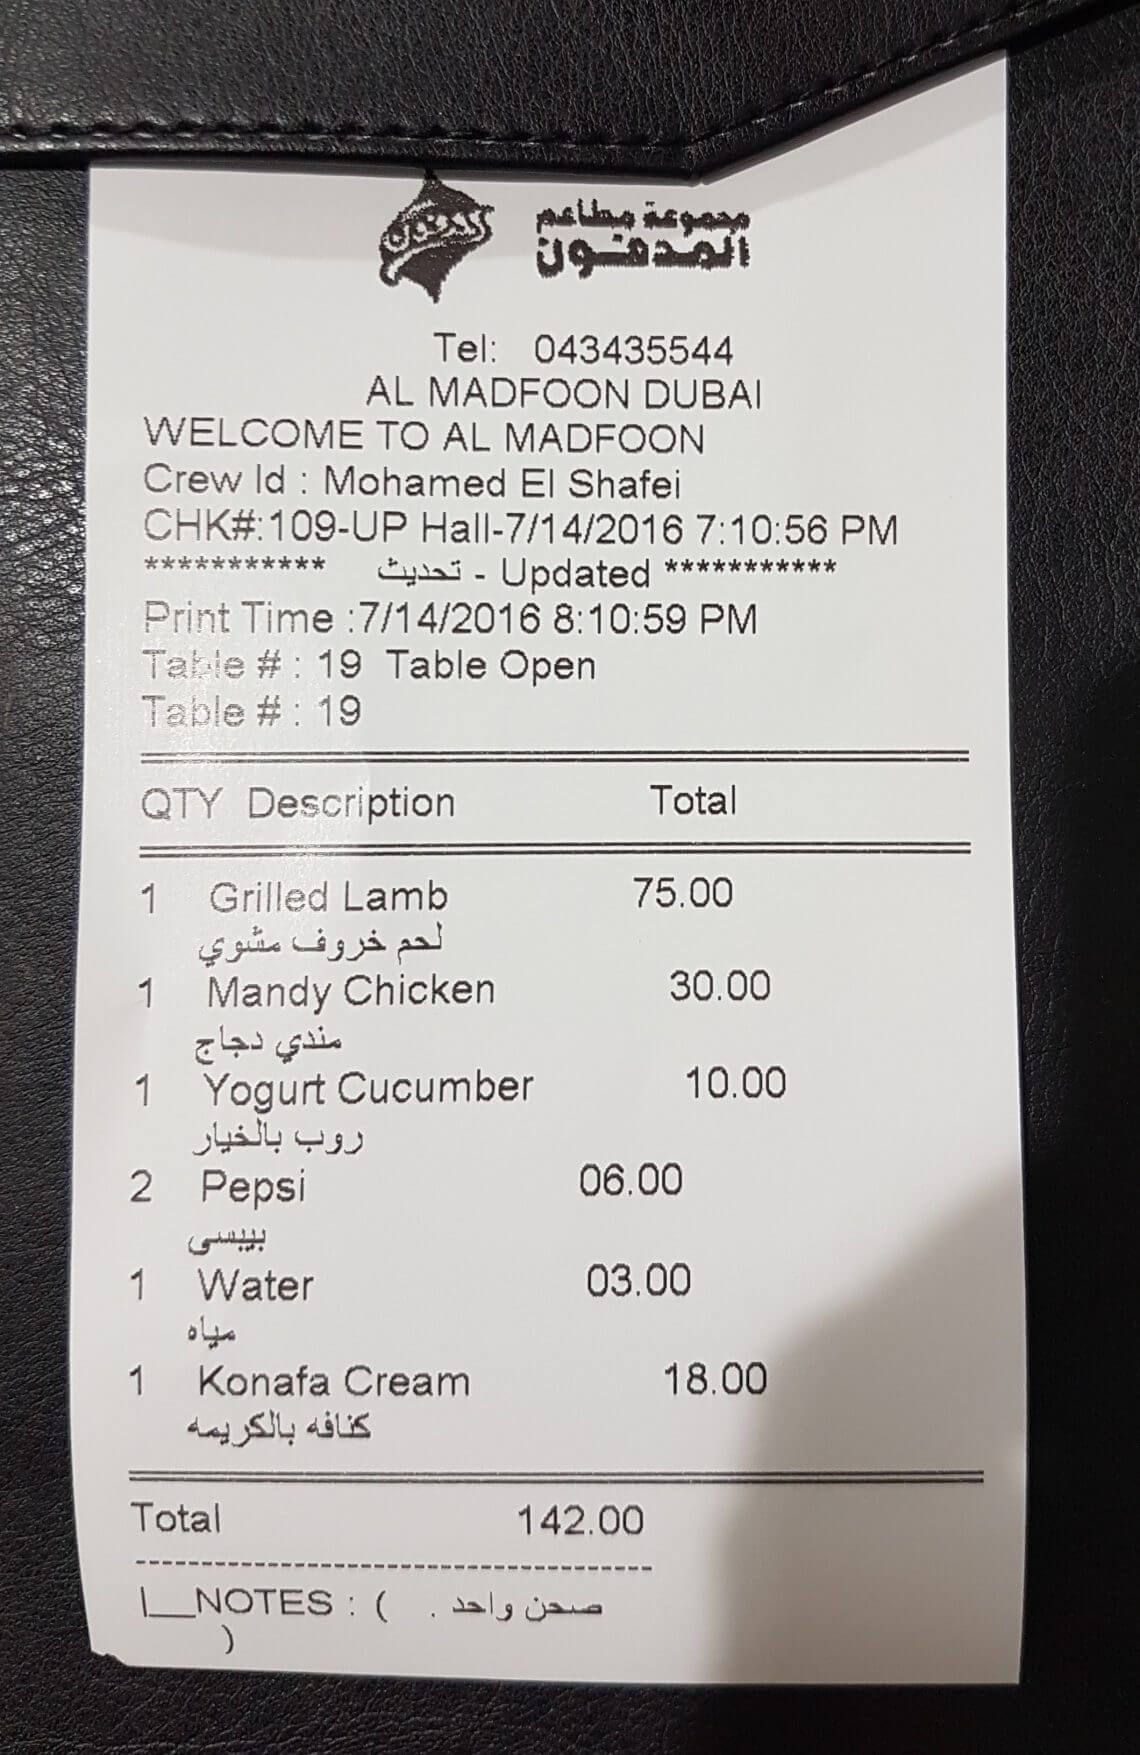 مجموعة مطاعم
المدفون
Tel: 043435544
AL MADFOON DUBAI
WELCOME TO AL MADFOON
Crew Id : Mohamed El Shafei
CHK#:109-UP Hall-7/14/2016 7:10:56 PM
*********** تحديث - Updated ***********
Print Time :7/14/2016 8:10:59 PM
Table # : 19 Table Open
Table # : 19
QTY Description Total
1 Grilled Lamb 75.00
لحم خروف مشوي
1 Mandy Chicken 30.00
مندي دجاج
1 Yogurt Cucumber 10.00
روب بالخيار
2 Pepsi 06.00
بيبسى
1 Water 03.00
مياه
1 Konafa Cream 18.00
كنافه بالكريمه
Total 142.00
---------------------------------------
|__NOTES : ( صحن واحد .
)